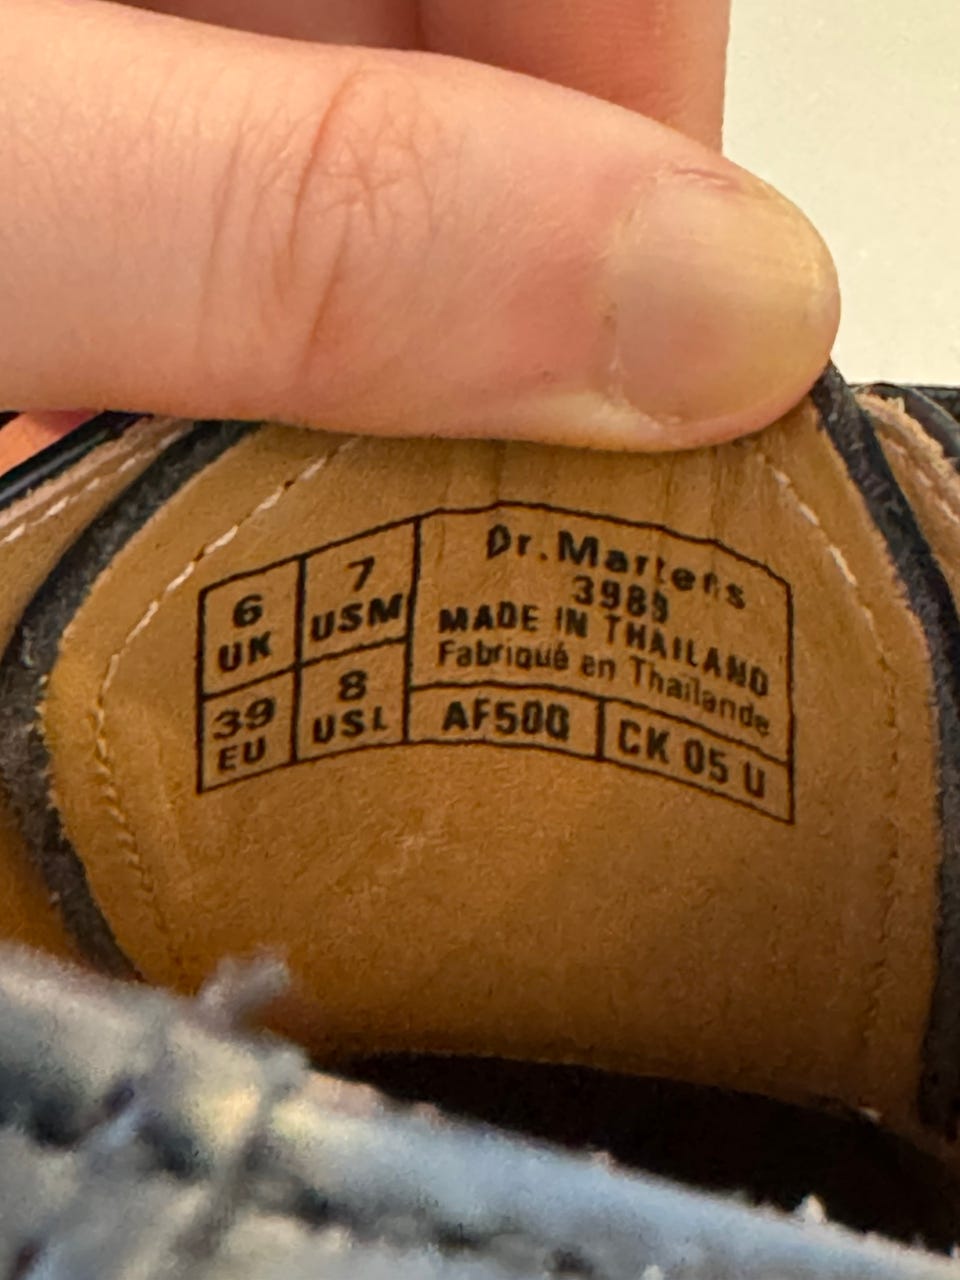 6
UK
7
USM
39
EU
8
USL
Dr.Martens
3989
MADE IN THAILAND
Fabriqué en Thaïlande
AF50Q
CK 05 U